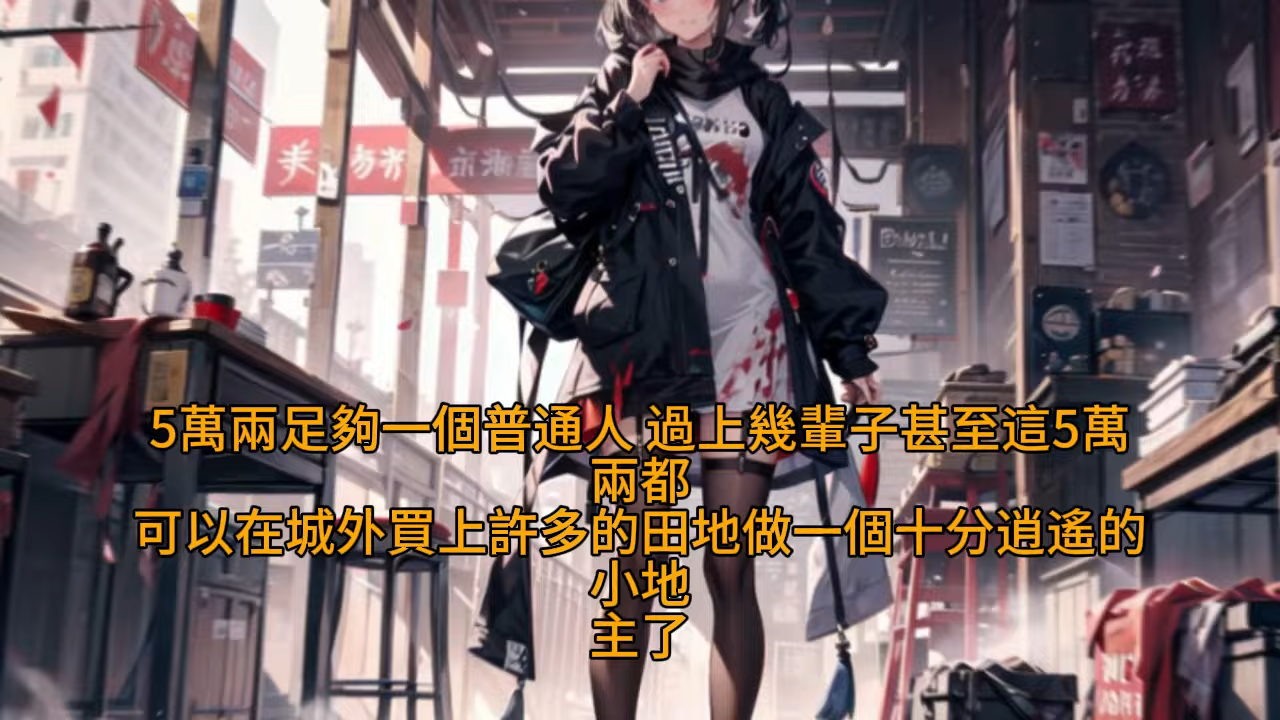 5萬兩足夠一個普通人 過上幾輩子甚至這5萬
兩都
可以在城外買上許多的田地做一個十分逍遙的
小地
主了